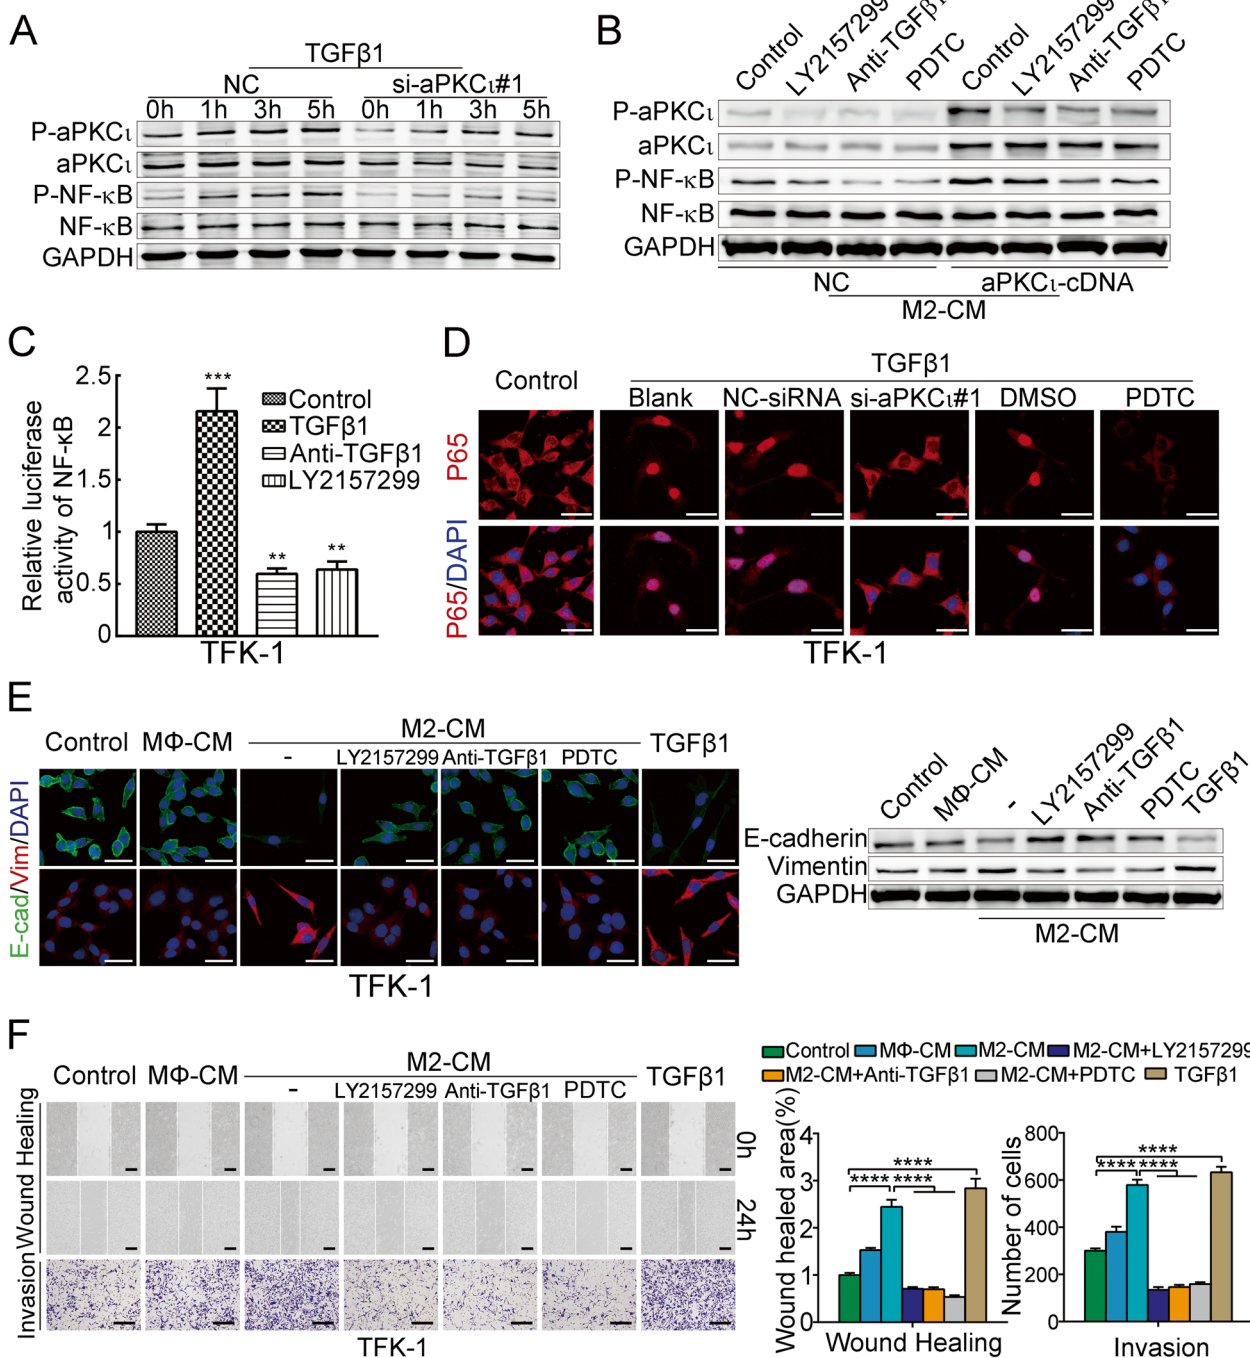 A
TGFβ1
NC si-aPKCι#1
0h 1h 3h 5h 0h 1h 3h 5h
P-aPKCι
aPKCι
P-NF-κB
NF-κB
GAPDH
B
Control LY2157299 Anti-TGFβ1 PDTC Control LY2157299 Anti-TGFβ1 PDTC
P-aPKCι
aPKCι
P-NF-κB
NF-κB
GAPDH
NC aPKCι-cDNA
M2-CM
C
Relative luciferase
activity of NF-κB
2.5
2
1.5
1
0.5
0
***
**
**
Control
TGFβ1
Anti-TGFβ1
LY2157299
TFK-1
D
TGFβ1
Control
Blank NC-siRNA si-aPKCι#1 DMSO PDTC
P65
P65/DAPI
TFK-1
E
M2-CM
Control MΦ-CM TGFβ1
- LY2157299 Anti-TGFβ1 PDTC
E-cad/Vim/DAPI
TFK-1
Control MΦ-CM - LY2157299 Anti-TGFβ1 PDTC TGFβ1
E-cadherin
Vimentin
GAPDH
M2-CM
F
M2-CM
Control MΦ-CM TGFβ1
- LY2157299 Anti-TGFβ1 PDTC
Wound Healing
0h
24h
Invasion
TFK-1
Control MΦ-CM M2-CM M2-CM+LY2157299
M2-CM+Anti-TGFβ1 M2-CM+PDTC TGFβ1
Wound healed area(%)
4
3
2
1
0
****
**** ****
Wound Healing
Number of cells
800
600
400
200
0
****
**** ****
Invasion